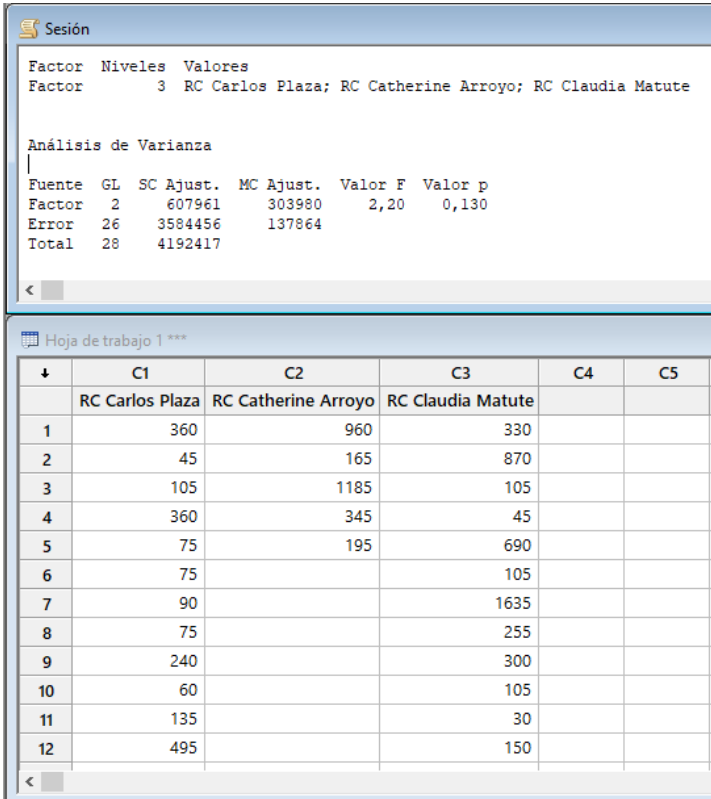 Sesión
Factor Niveles Valores
Factor 3 RC Carlos Plaza; RC Catherine Arroyo; RC Claudia Matute
Análisis de Varianza
Fuente GL SC Ajust. MC Ajust. Valor F Valor p
Factor 2 607961 303980 2,20 0,130
Error 26 3584456 137864
Total 28 4192417
Hoja de trabajo 1 ***
C1 C2 C3 C4 C5
RC Carlos Plaza RC Catherine Arroyo RC Claudia Matute
1 360 960 330
2 45 165 870
3 105 1185 105
4 360 345 45
5 75 195 690
6 75 105
7 90 1635
8 75 255
9 240 300
10 60 105
11 135 30
12 495 150